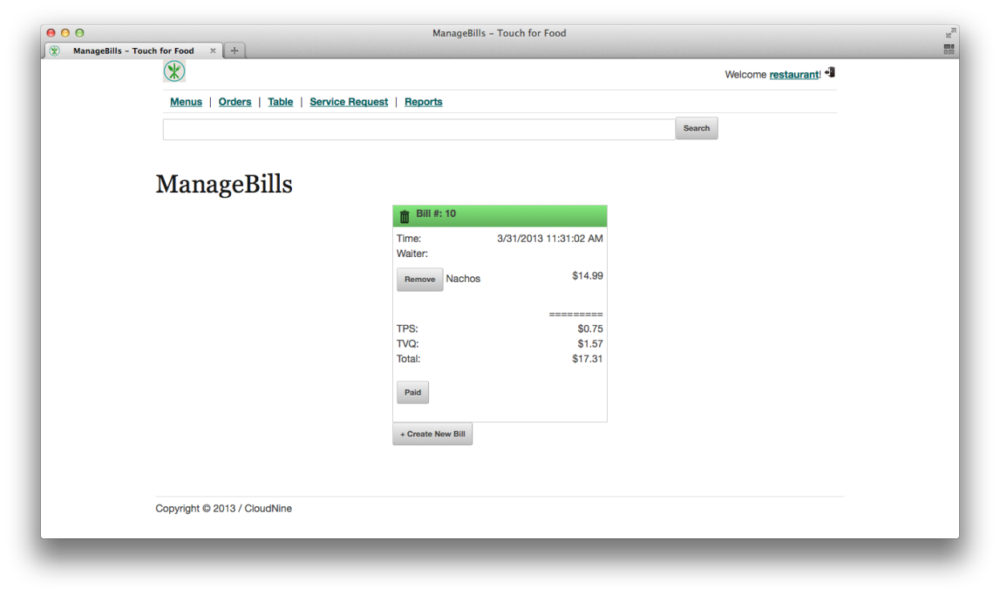 ManageBills – Touch for Food
ManageBills – Touch for Food
Welcome restaurant!
Menus | Orders | Table | Service Request | Reports
Search
ManageBills
Bill #: 10
Time: 3/31/2013 11:31:02 AM
Waiter:
Remove Nachos $14.99
=========
TPS: $0.75
TVQ: $1.57
Total: $17.31
Paid
+ Create New Bill
Copyright © 2013 / CloudNine